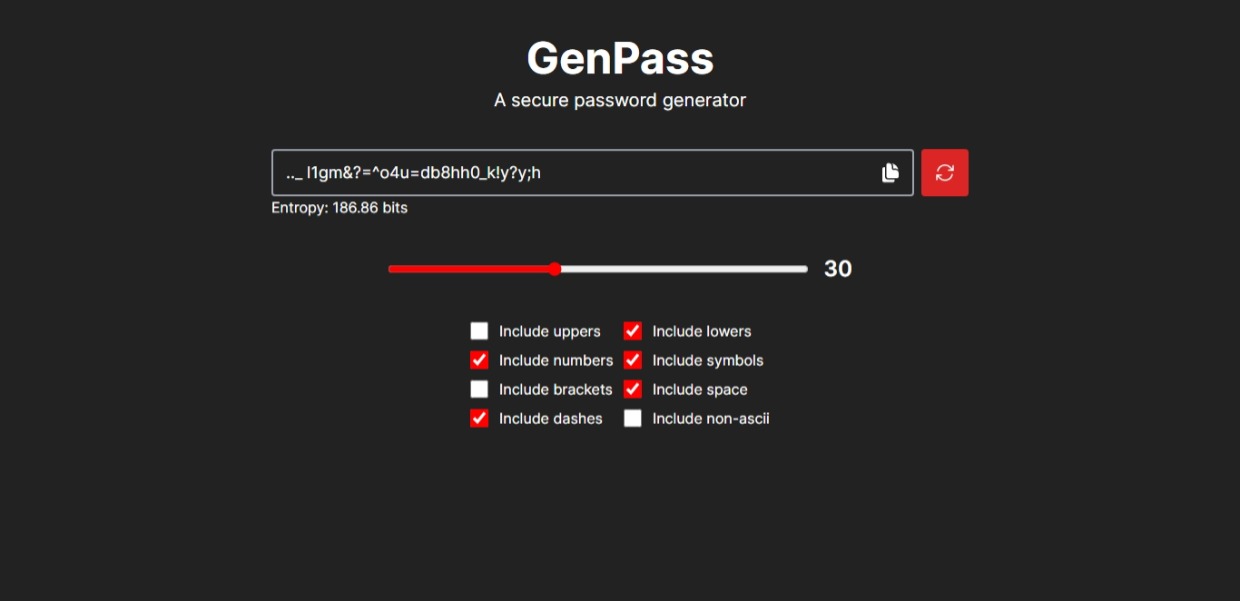 GenPass
A secure password generator
.._ l1gm&?=^o4u=db8hh0_k!y?y;h
Entropy: 186.86 bits
30
Include uppers
Include lowers
Include numbers
Include symbols
Include brackets
Include space
Include dashes
Include non-ascii